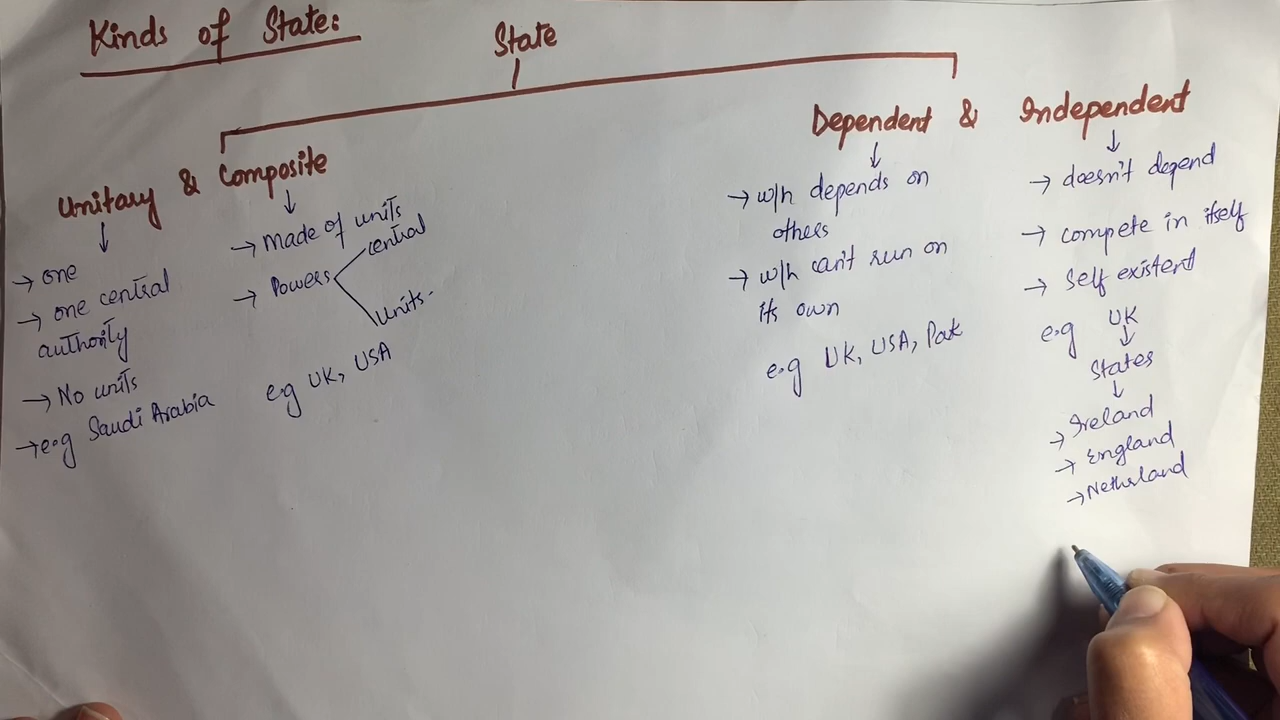 Kinds of State:
State
Unitary & Composite
→ one
→ one central
authority
→ No units
→ e.g Saudi Arabia
→ Made of units
→ Powers
central
units.
e.g UK, USA
Dependent & Independent
→ w/h depends on
others
→ w/h can't run on
its own
e.g UK, USA, Pak
→ doesn't depend
→ compete in itself
→ Self existent
e.g UK
States
→ Ireland
→ England
→ Netherland